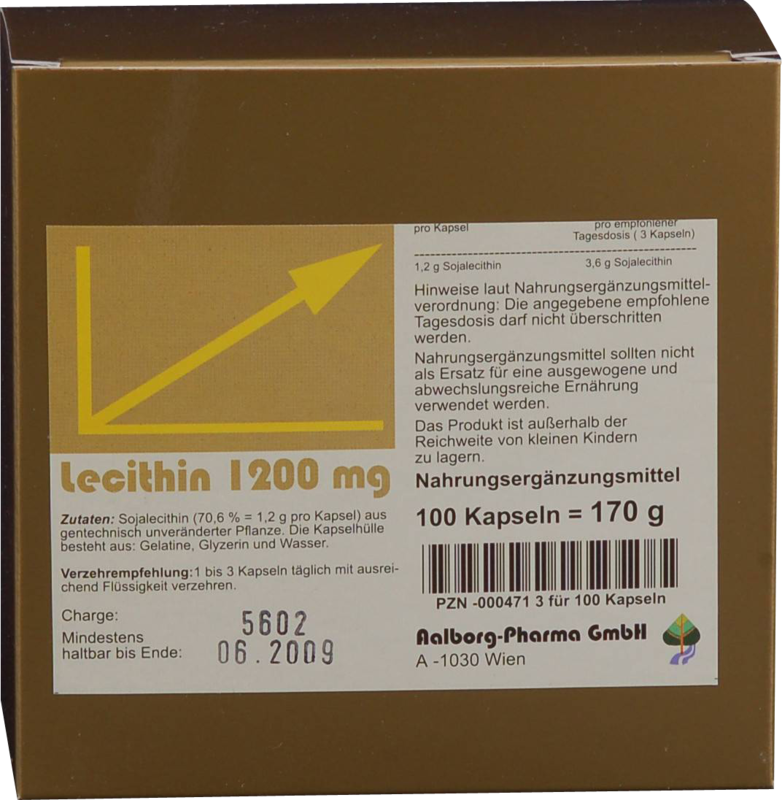 Lecithin 1200 mg
Zutaten: Sojalecithin (70,6 % = 1,2 g pro Kapsel) aus
gentechnisch unveränderter Pflanze. Die Kapselhülle
besteht aus: Gelatine, Glyzerin und Wasser.
Verzehrempfehlung:1 bis 3 Kapseln täglich mit ausrei-
chend Flüssigkeit verzehren.
Charge: 5602
Mindestens
haltbar bis Ende: 06.2009
pro Kapsel pro empfohlener
Tagesdosis ( 3 Kapseln)
1,2 g Sojalecithin 3,6 g Sojalecithin
Hinweise laut Nahrungsergänzungsmittel-
verordnung: Die angegebene empfohlene
Tagesdosis darf nicht überschritten
werden.
Nahrungsergänzungsmittel sollten nicht
als Ersatz für eine ausgewogene und
abwechslungsreiche Ernährung
verwendet werden.
Das Produkt ist außerhalb der
Reichweite von kleinen Kindern
zu lagern.
Nahrungsergänzungsmittel
100 Kapseln = 170 g
PZN -000471 3 für 100 Kapseln
Aalborg-Pharma GmbH
A -1030 Wien